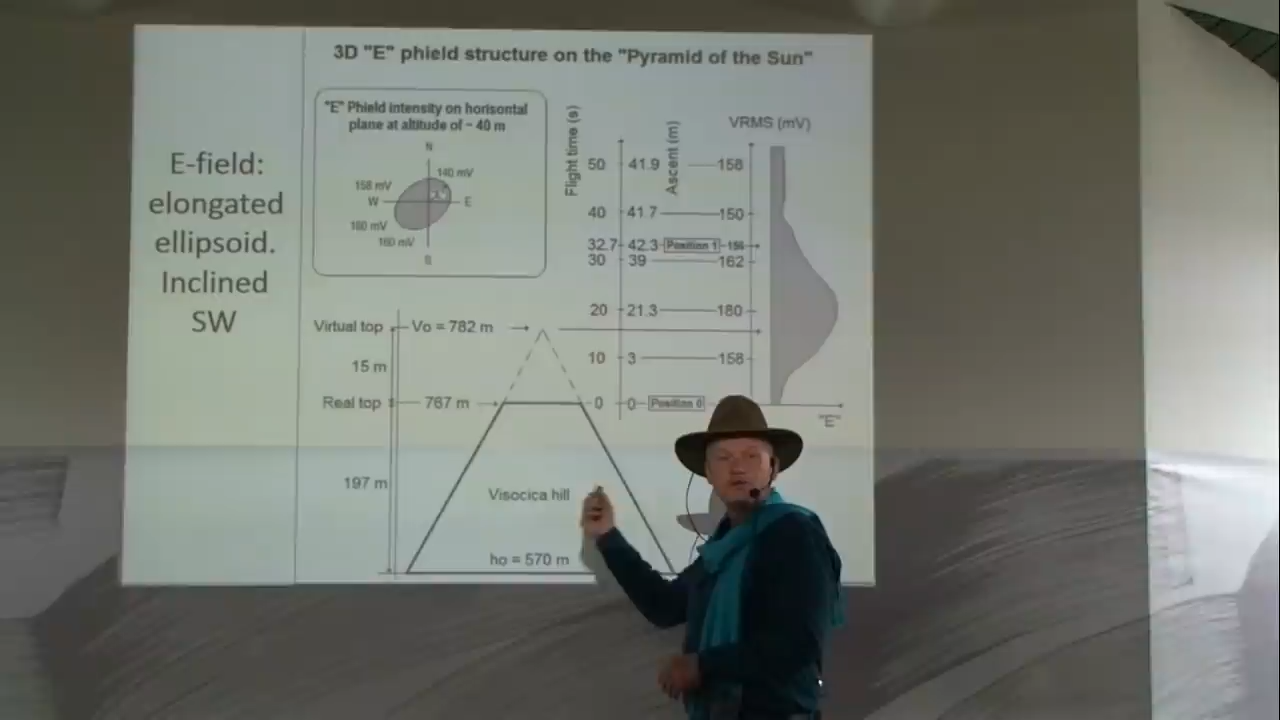 3D "E" phield structure on the "Pyramid of the Sun"
E-field:
elongated
ellipsoid.
Inclined
SW
"E" Phield intensity on horisontal
plane at altitude of ~ 40 m
N
140 mV
158 mV
W
E
160 mV
S
Flight time (s)
Ascent (m)
VRMS (mV)
50 41.9 158
40 41.7 150
32.7 42.3 Position 1 156
30 39 162
20 21.3 180
10 3 158
0 0 Position 0
"E"
Virtual top Vo = 782 m
15 m
Real top 767 m
197 m
Visocica hill
ho = 570 m